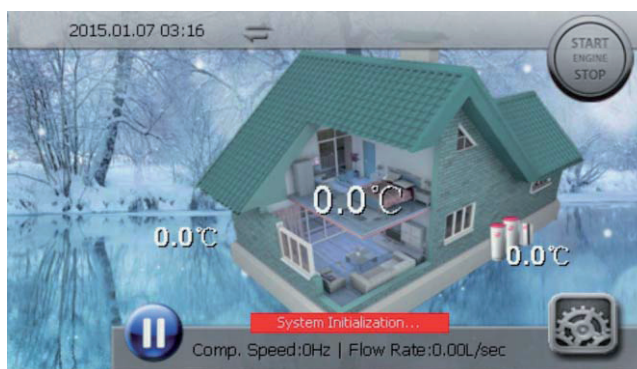 2015.01.07 03:16
START
ENGINE
STOP
0.0℃
0.0℃
0.0℃
System Initialization...
Comp. Speed:0Hz | Flow Rate:0.00L/sec